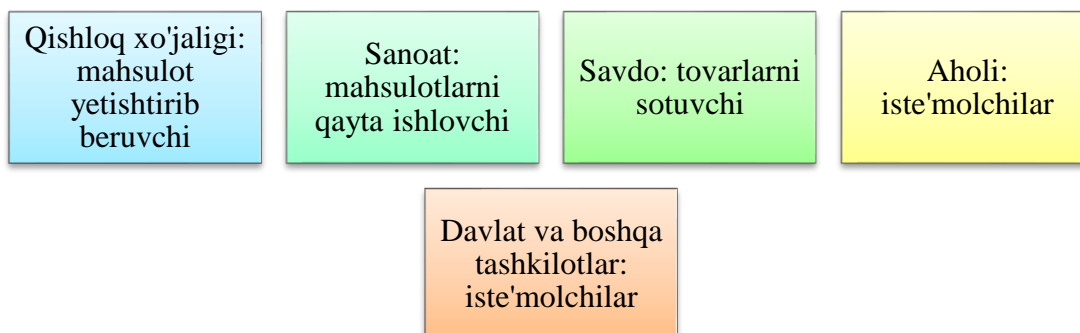 Qishloq xo'jaligi:
mahsulot
yetishtirib
beruvchi
Sanoat:
mahsulotlarni
qayta ishlovchi
Savdo: tovarlarni
sotuvchi
Aholi:
iste'molchilar
Davlat va boshqa
tashkilotlar:
iste'molchilar